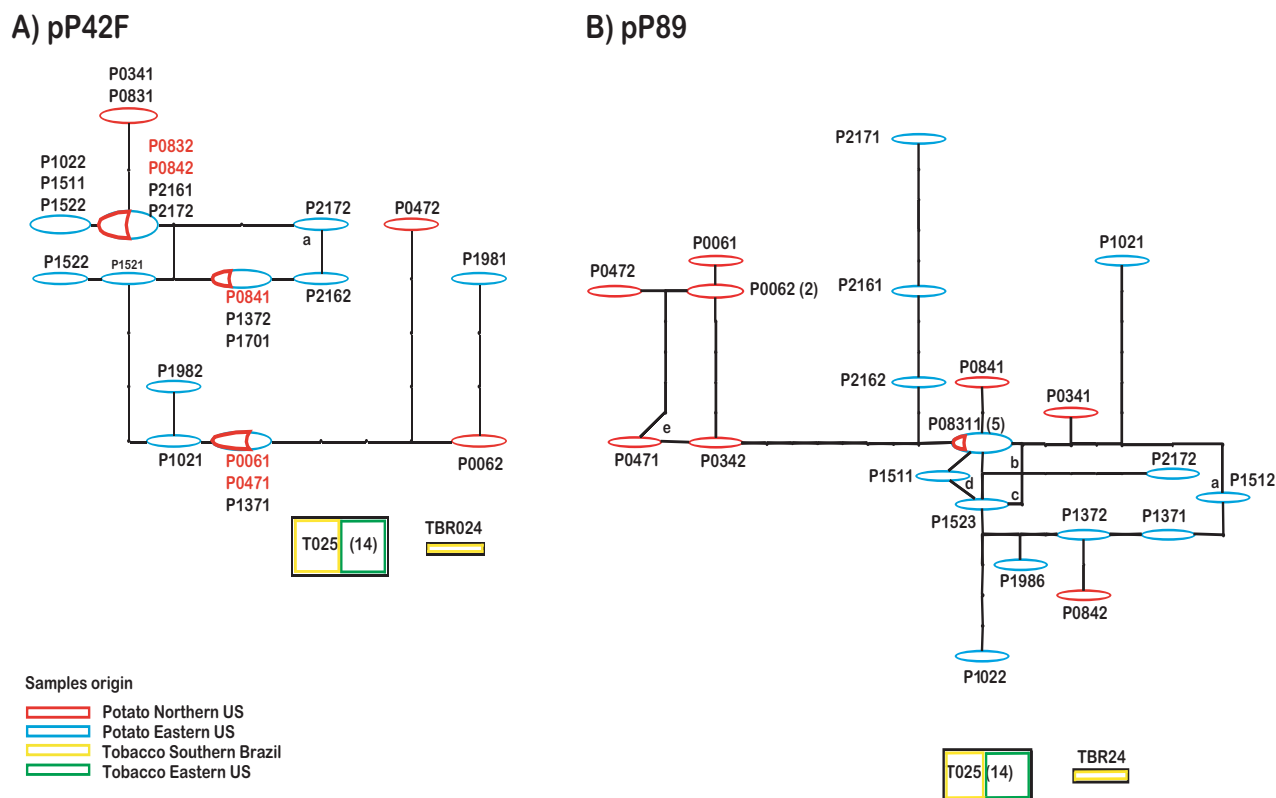 A) pP42F
P0341
P0831
P0832
P0842
P2161
P2172
P1022
P1511
P1522
P2172
a
P0472
P1522
P1521
P2162
P1981
P0841
P1372
P1701
P1982
P1021
P0061
P0471
P1371
P0062
T025 (14)
TBR024
Samples origin
Potato Northern US
Potato Eastern US
Tobacco Southern Brazil
Tobacco Eastern US
B) pP89
P2171
P0061
P1021
P0472
P0062 (2)
P2161
P2162
P0841
P0341
P08311 (5)
e
P0471
P0342
b
P2172
P1511
d
c
a
P1512
P1523
P1372
P1371
P1986
P0842
P1022
T025 (14)
TBR24